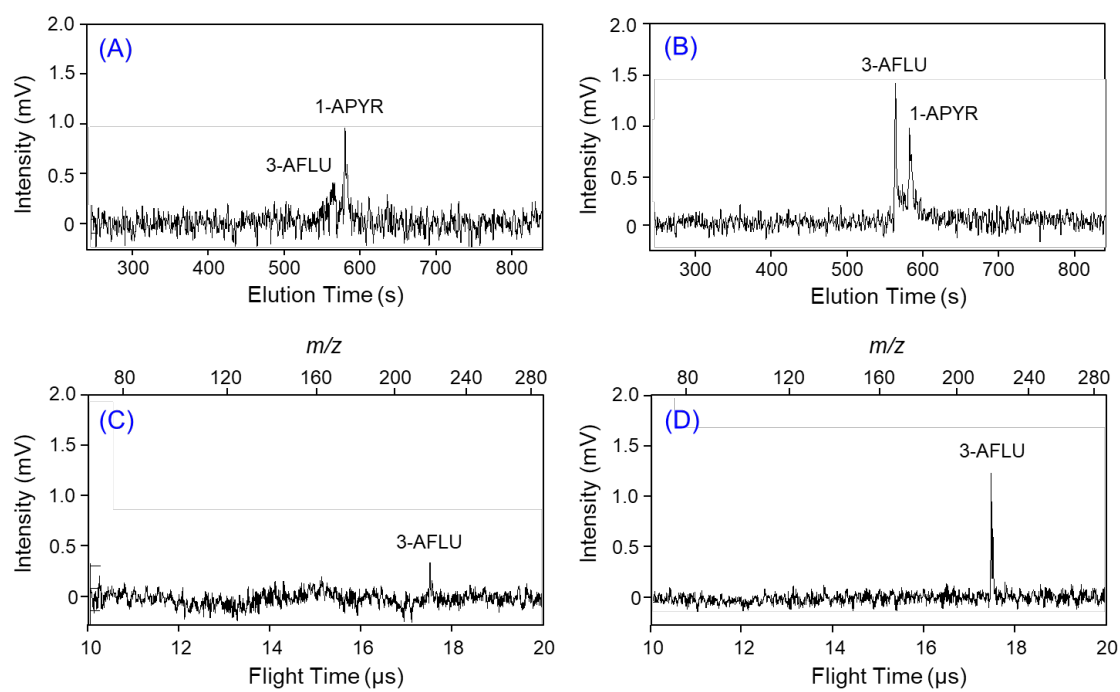 (A)
2.0
1.5
1.0
0.5
0
Intensity (mV)
1-APYR
3-AFLU
300 400 500 600 700 800
Elution Time (s)
(B)
2.0
1.5
1.0
0.5
0
Intensity (mV)
3-AFLU
1-APYR
300 400 500 600 700 800
Elution Time (s)
m/z
80 120 160 200 240 280
(C)
2.0
1.5
1.0
0.5
0
Intensity (mV)
3-AFLU
10 12 14 16 18 20
Flight Time (µs)
m/z
80 120 160 200 240 280
(D)
2.0
1.5
1.0
0.5
0
Intensity (mV)
3-AFLU
10 12 14 16 18 20
Flight Time (µs)